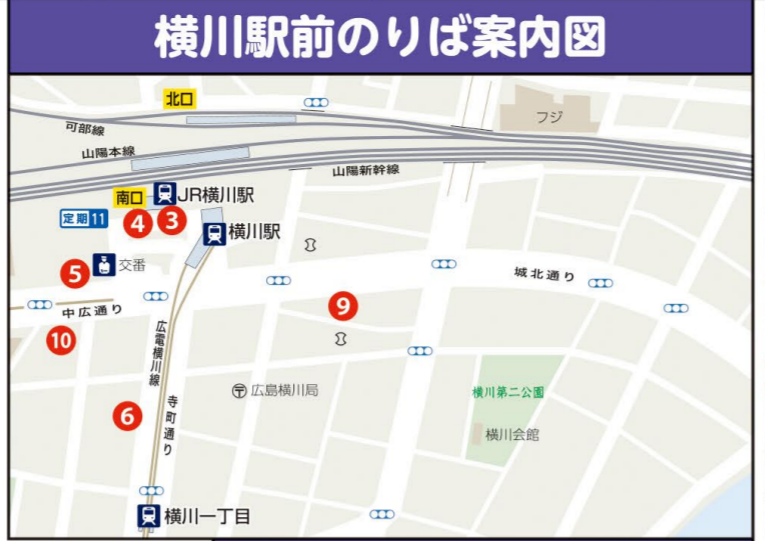 横川駅前のりば案内図
北口
フジ
可部線
山陽本線
山陽新幹線
南口
JR横川駅
定期11
4
3
横川駅
5
交番
城北通り
9
中広通り
10
広電横川線
寺町通り
広島横川局
横川第二公園
6
横川会館
横川一丁目